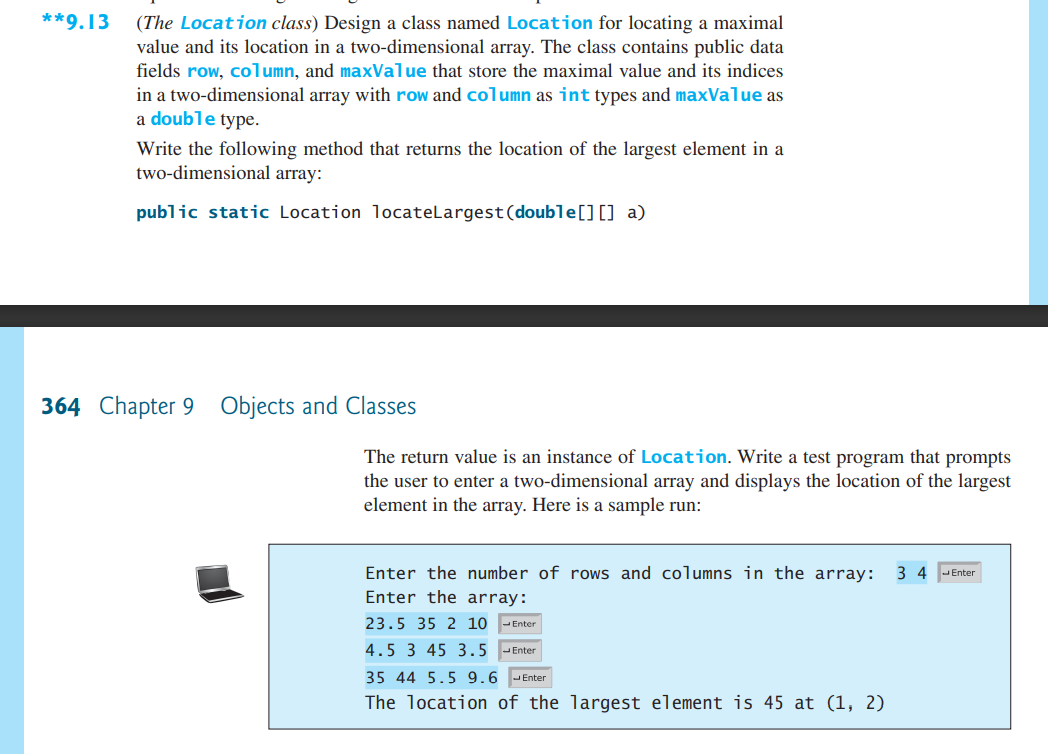 **9.13 (The Location class) Design a class named Location for locating a maximal
value and its location in a two-dimensional array. The class contains public data
fields row, column, and maxValue that store the maximal value and its indices
in a two-dimensional array with row and column as int types and maxValue as
a double type.
Write the following method that returns the location of the largest element in a
two-dimensional array:
public static Location locateLargest(double[][] a)
364 Chapter 9 Objects and Classes
The return value is an instance of Location. Write a test program that prompts
the user to enter a two-dimensional array and displays the location of the largest
element in the array. Here is a sample run:
Enter the number of rows and columns in the array: 3 4 ↵Enter
Enter the array:
23.5 35 2 10 ↵Enter
4.5 3 45 3.5 ↵Enter
35 44 5.5 9.6 ↵Enter
The location of the largest element is 45 at (1, 2)